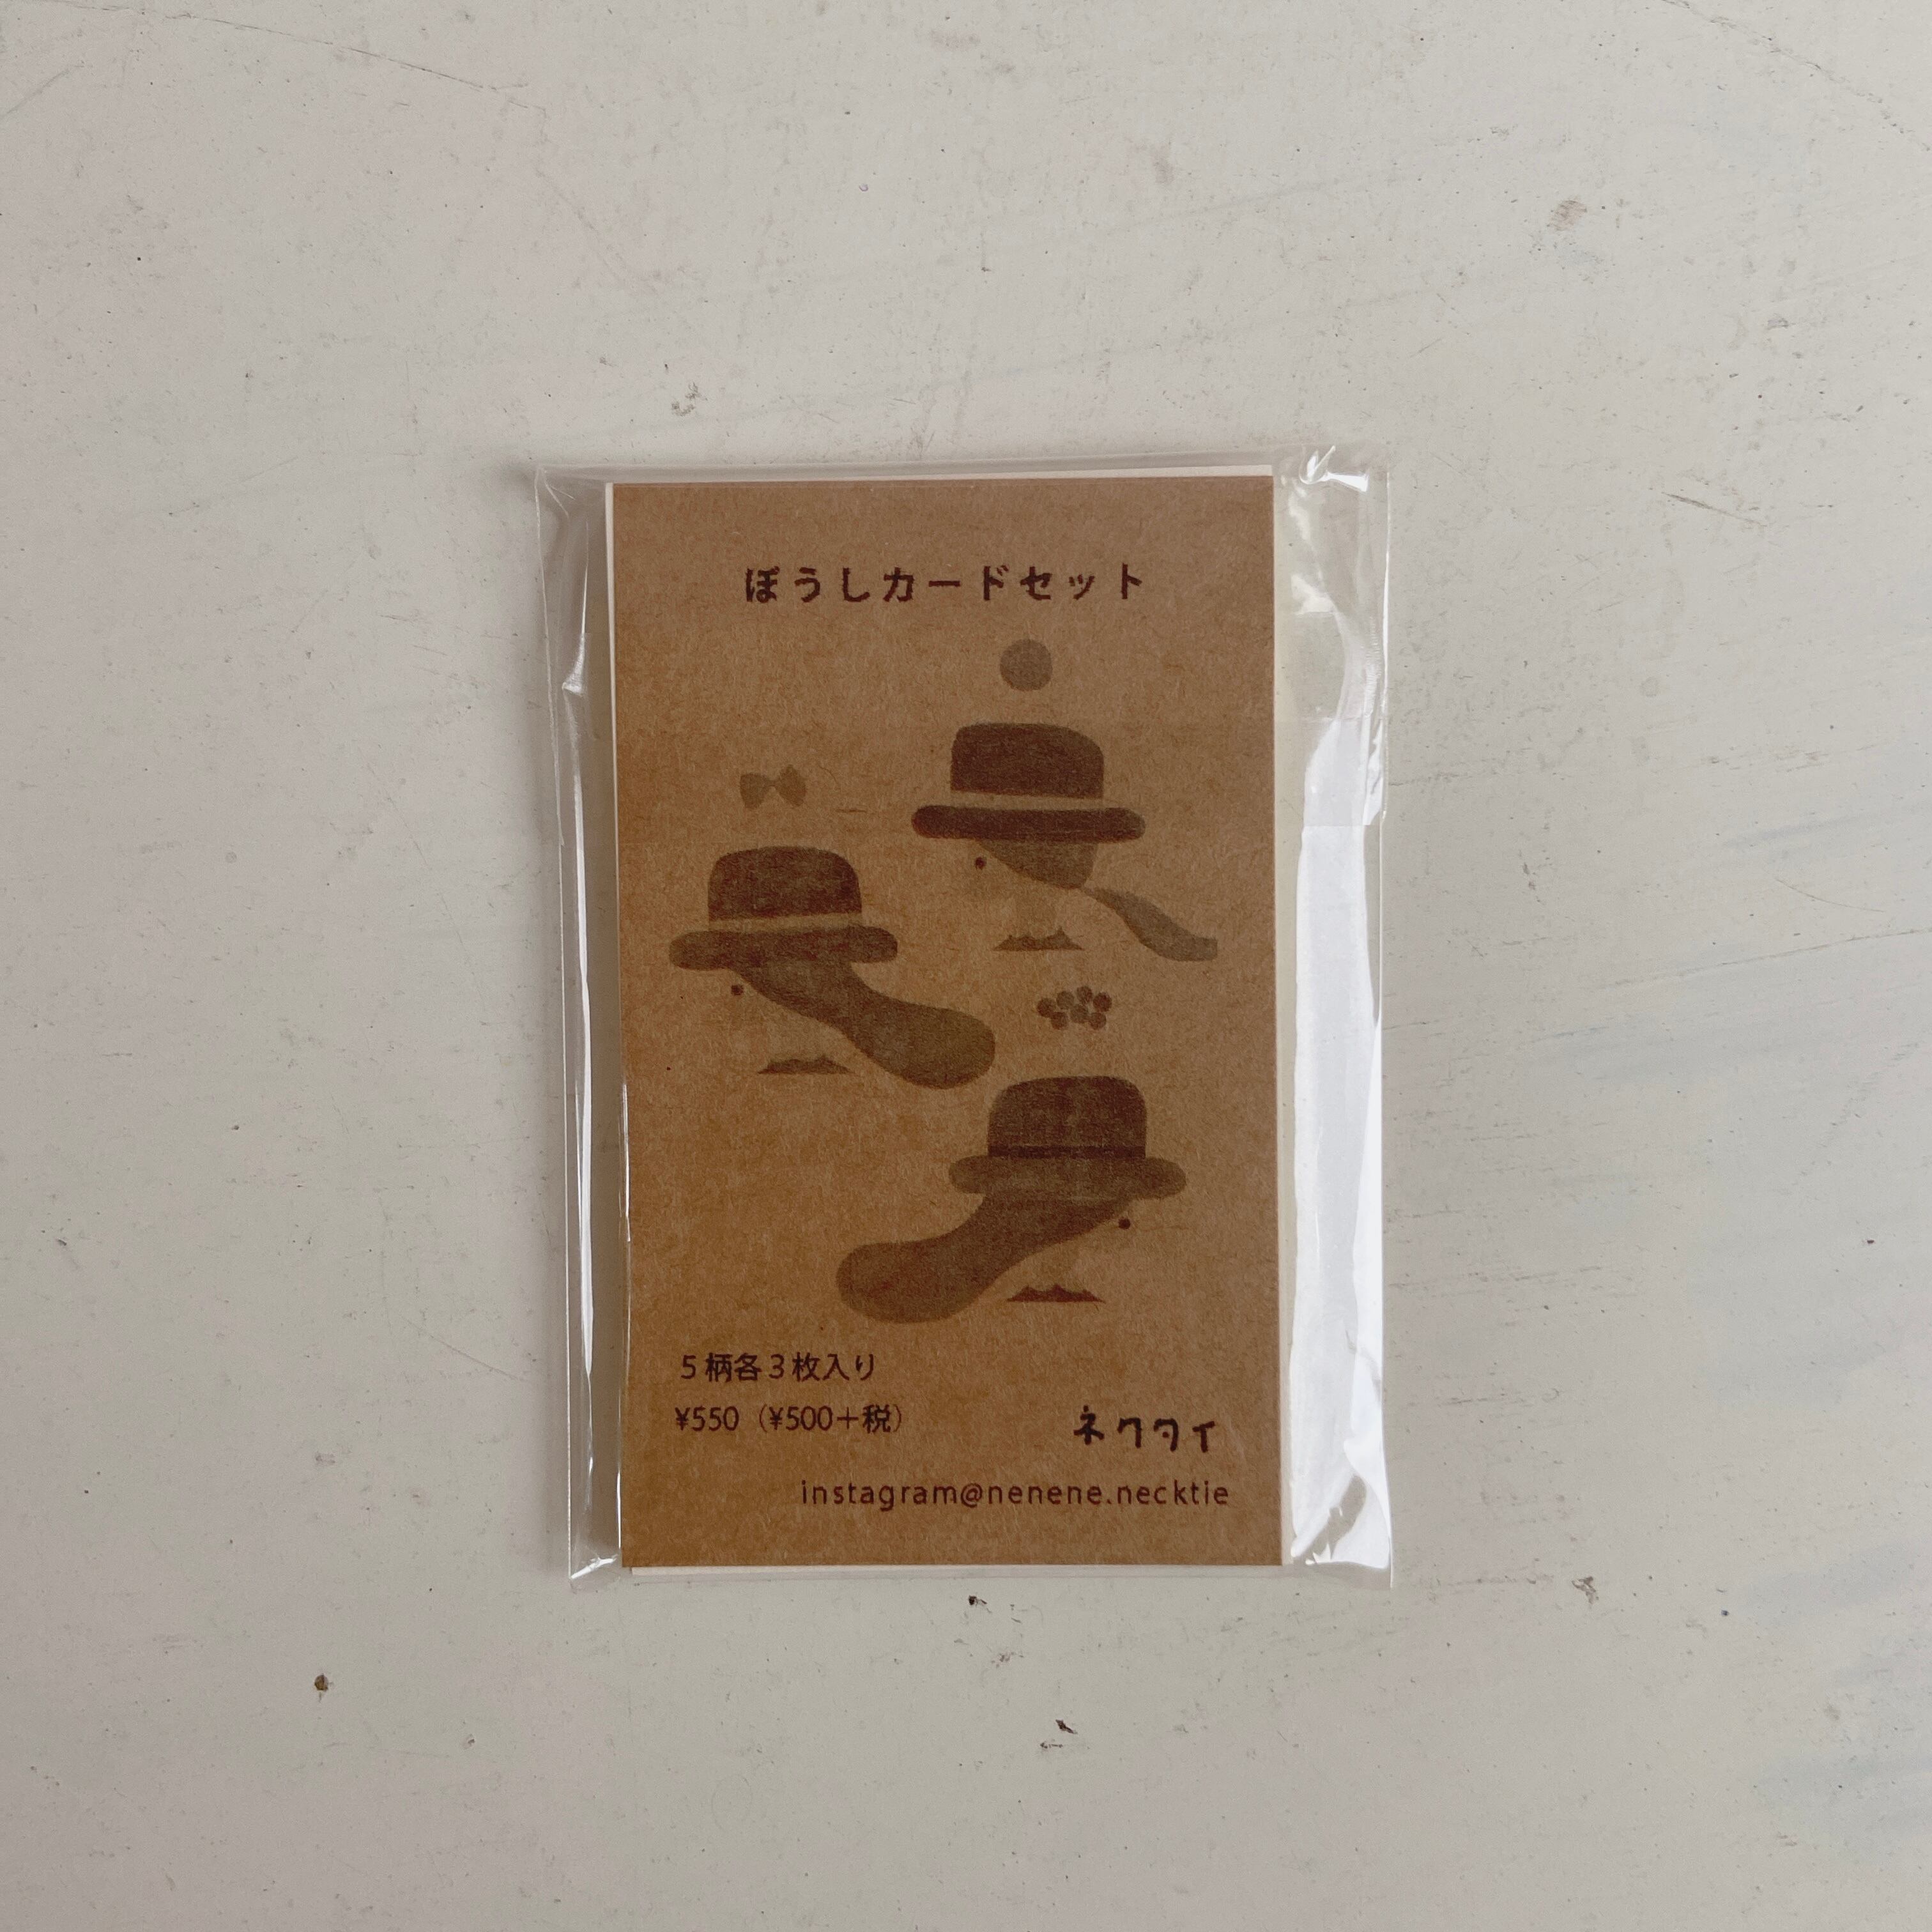 ぼうしカードセット
５柄各３枚入り
¥550（¥500＋税）
ネクタイ
instagram@nenene.necktie